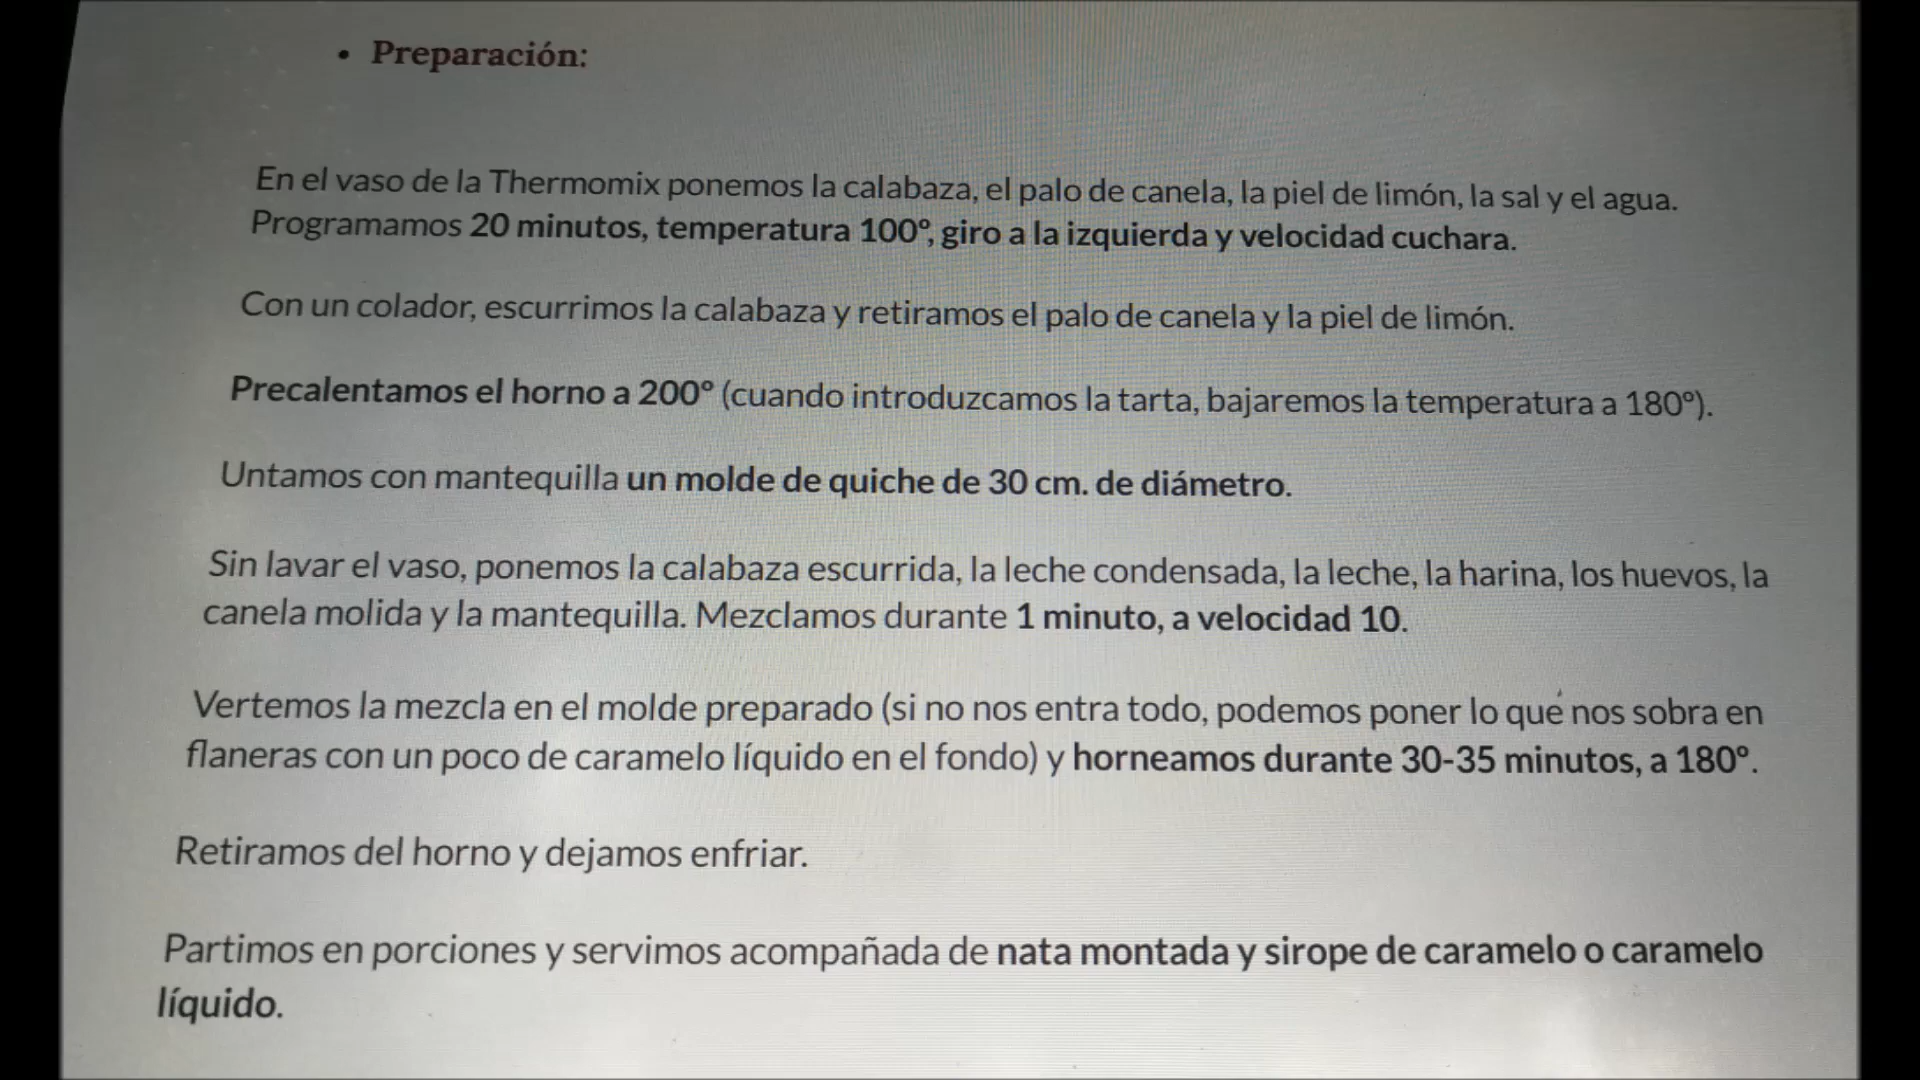 • Preparación:
En el vaso de la Thermomix ponemos la calabaza, el palo de canela, la piel de limón, la sal y el agua.
Programamos 20 minutos, temperatura 100º, giro a la izquierda y velocidad cuchara.
Con un colador, escurrimos la calabaza y retiramos el palo de canela y la piel de limón.
Precalentamos el horno a 200º (cuando introduzcamos la tarta, bajaremos la temperatura a 180º).
Untamos con mantequilla un molde de quiche de 30 cm. de diámetro.
Sin lavar el vaso, ponemos la calabaza escurrida, la leche condensada, la leche, la harina, los huevos, la
canela molida y la mantequilla. Mezclamos durante 1 minuto, a velocidad 10.
Vertemos la mezcla en el molde preparado (si no nos entra todo, podemos poner lo que nos sobra en
flaneras con un poco de caramelo líquido en el fondo) y horneamos durante 30-35 minutos, a 180º.
Retiramos del horno y dejamos enfriar.
Partimos en porciones y servimos acompañada de nata montada y sirope de caramelo o caramelo
líquido.